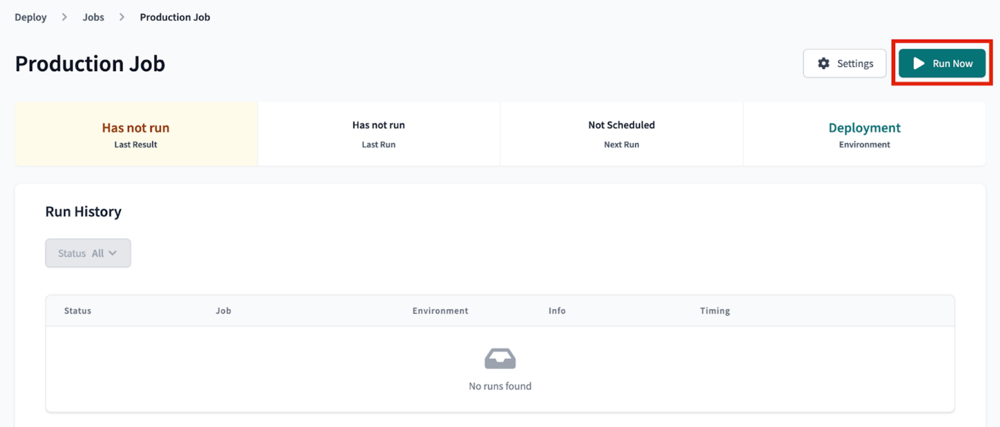 Deploy > Jobs > Production Job
Production Job
Settings
Run Now
Has not run
Last Result
Has not run
Last Run
Not Scheduled
Next Run
Deployment
Environment
Run History
Status All
Status Job Environment Info Timing
No runs found